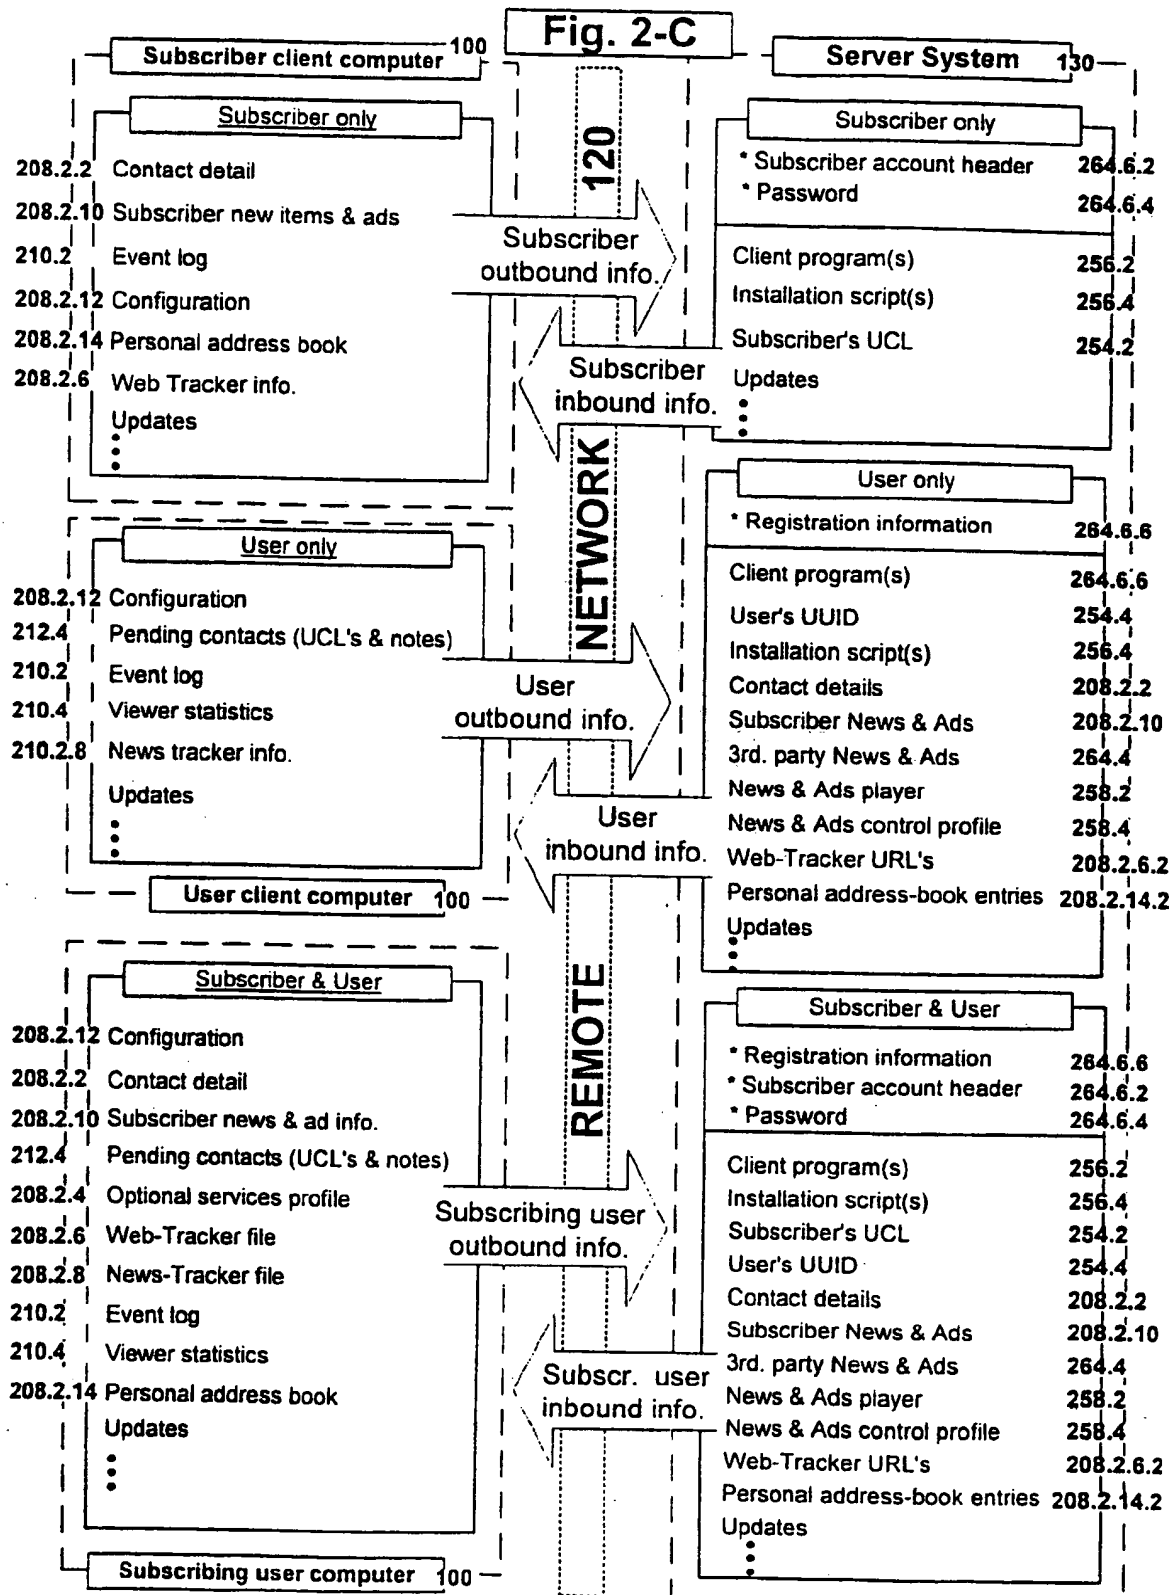 Fig. 2-C
Subscriber client computer 100
Subscriber only
208.2.2 Contact detail
208.2.10 Subscriber new items & ads
210.2 Event log
208.2.12 Configuration
208.2.14 Personal address book
208.2.6 Web Tracker info.
Updates
User only
208.2.12 Configuration
212.4 Pending contacts (UCL's & notes)
210.2 Event log
210.4 Viewer statistics
210.2.8 News tracker info.
Updates
User client computer 100
Subscriber & User
208.2.12 Configuration
208.2.2 Contact detail
208.2.10 Subscriber news & ad info.
212.4 Pending contacts (UCL's & notes)
208.2.4 Optional services profile
208.2.6 Web-Tracker file
208.2.8 News-Tracker file
210.2 Event log
210.4 Viewer statistics
208.2.14 Personal address book
Updates
Subscribing user computer 100
REMOTE NETWORK 120
Subscriber
outbound info.
Subscriber
inbound info.
User
outbound info.
User
inbound info.
Subscribing user
outbound info.
Subscr. user
inbound info.
Server System 130
Subscriber only
* Subscriber account header 264.6.2
* Password 264.6.4
Client program(s) 256.2
Installation script(s) 256.4
Subscriber's UCL 254.2
Updates
User only
* Registration information 264.6.6
Client program(s) 264.6.6
User's UUID 254.4
Installation script(s) 256.4
Contact details 208.2.2
Subscriber News & Ads 208.2.10
3rd. party News & Ads 264.4
News & Ads player 258.2
News & Ads control profile 258.4
Web-Tracker URL's 208.2.6.2
Personal address-book entries 208.2.14.2
Updates
Subscriber & User
* Registration information 264.6.6
* Subscriber account header 264.6.2
* Password 264.6.4
Client program(s) 256.2
Installation script(s) 256.4
Subscriber's UCL 254.2
User's UUID 254.4
Contact details 208.2.2
Subscriber News & Ads 208.2.10
3rd. party News & Ads 264.4
News & Ads player 258.2
News & Ads control profile 258.4
Web-Tracker URL's 208.2.6.2
Personal address-book entries 208.2.14.2
Updates